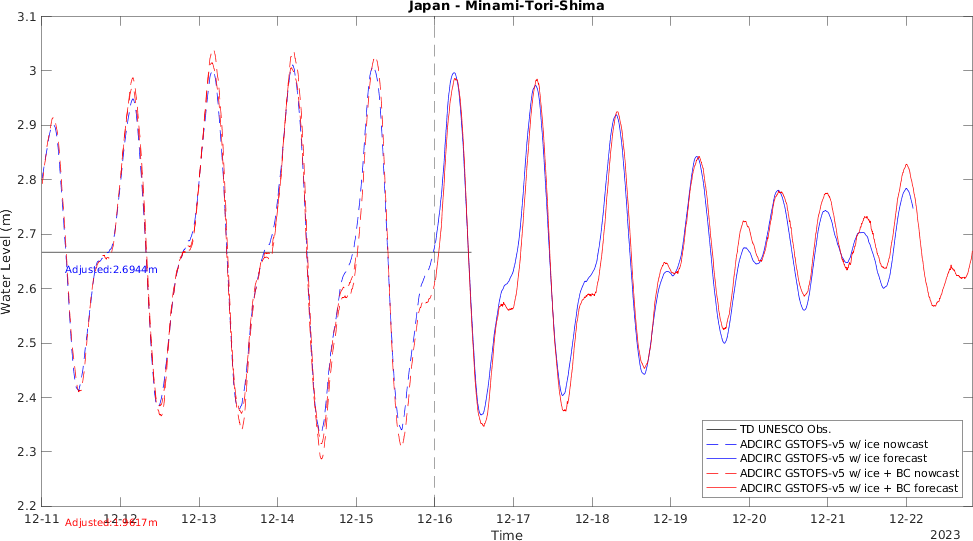 Japan - Minami-Tori-Shima
3.1
3
2.9
2.8
2.7
2.6
2.5
2.4
2.3
2.2
Water Level (m)
Adjusted:2.6944m
TD UNESCO Obs.
ADCIRC GSTOFS-v5 w/ ice nowcast
ADCIRC GSTOFS-v5 w/ ice forecast
ADCIRC GSTOFS-v5 w/ ice + BC nowcast
ADCIRC GSTOFS-v5 w/ ice + BC forecast
12-11 12-12 12-13 12-14 12-15 12-16 12-17 12-18 12-19 12-20 12-21 12-22
Time
2023